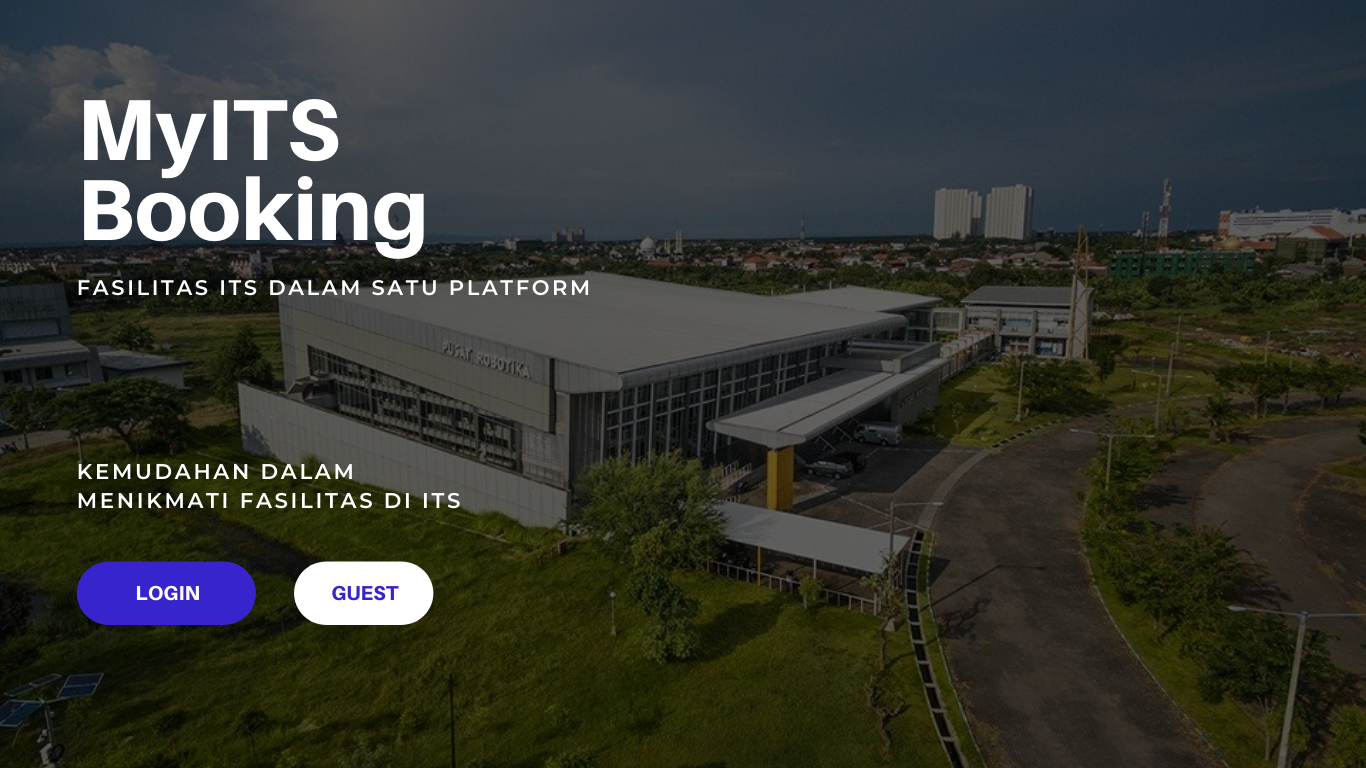 MyITS
Booking
FASILITAS ITS DALAM SATU PLATFORM
PUSAT ROBOTIKA
KEMUDAHAN DALAM
MENIKMATI FASILITAS DI ITS
LOGIN
GUEST